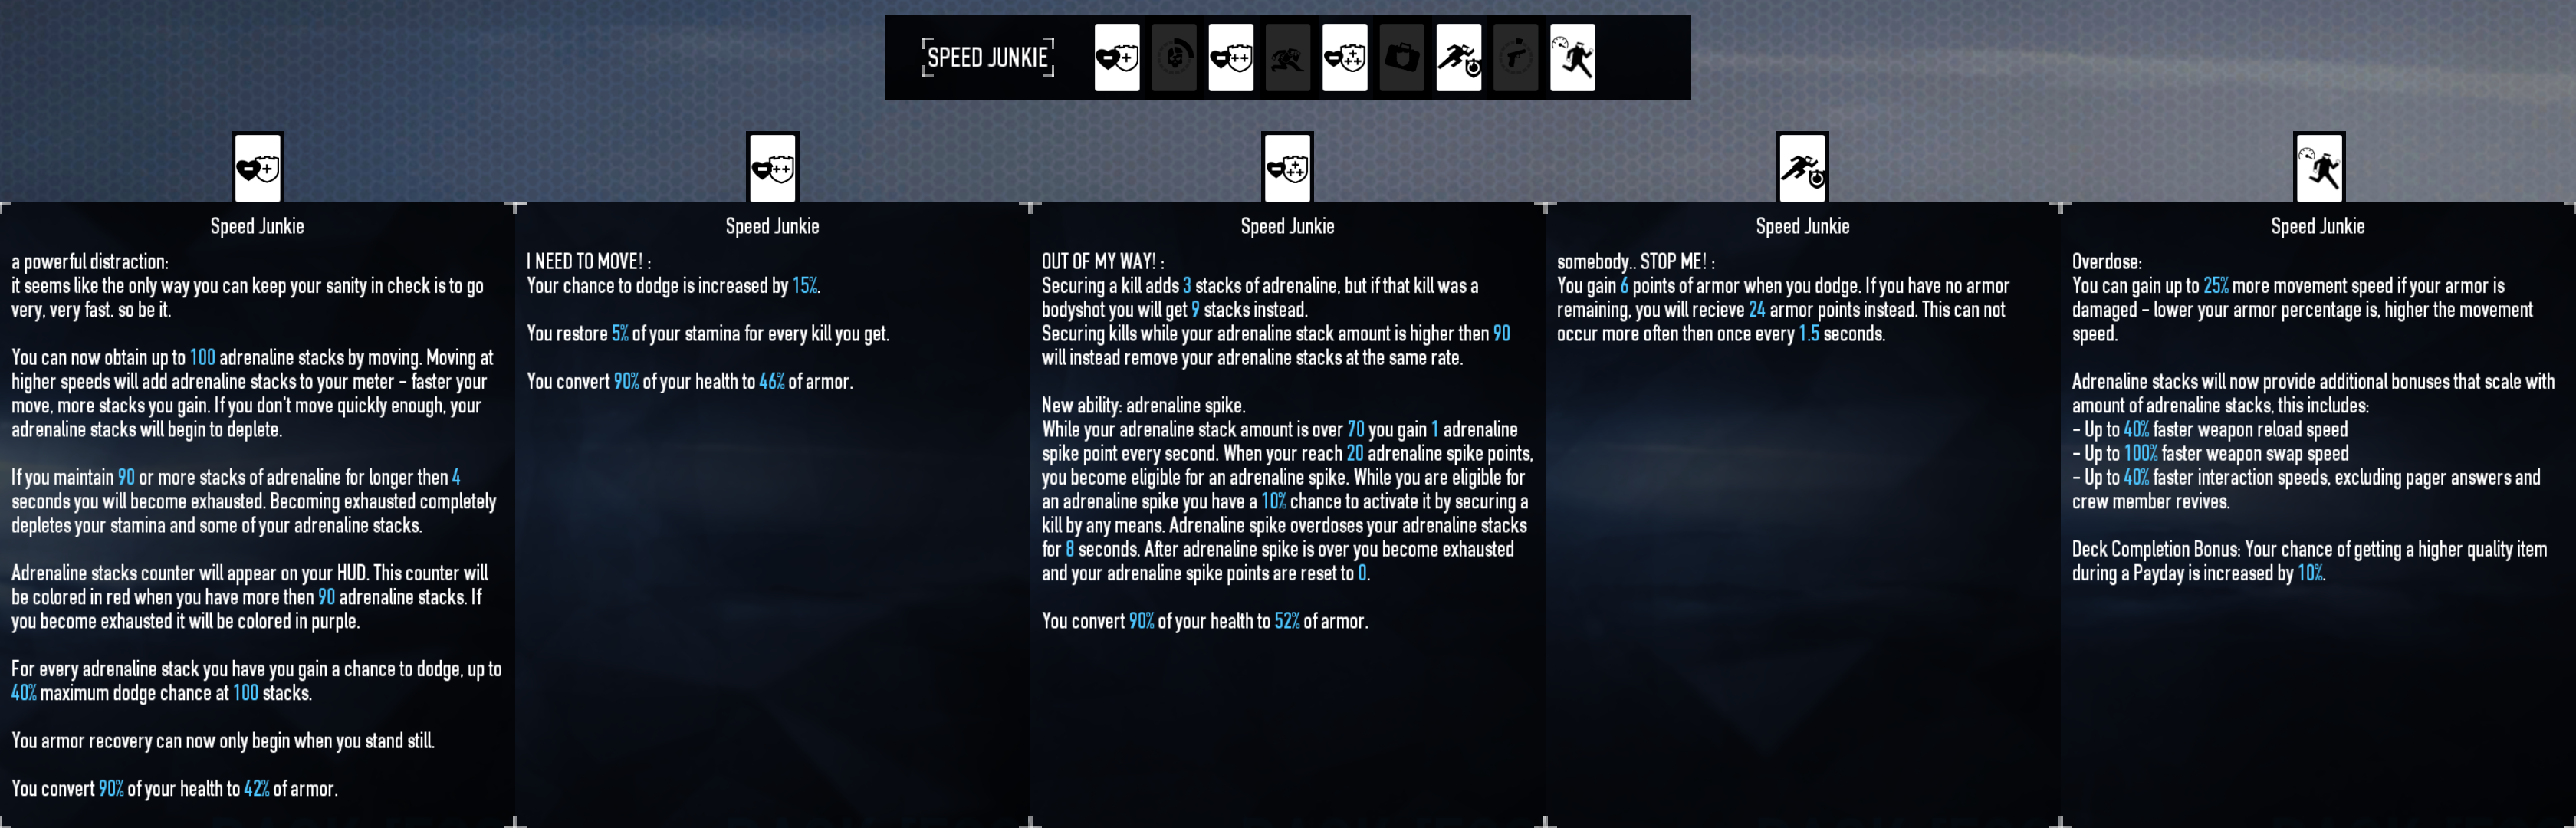 SPEED JUNKIE
Speed Junkie
a powerful distraction:
it seems like the only way you can keep your sanity in check is to go
very, very fast. so be it.
You can now obtain up to 100 adrenaline stacks by moving. Moving at
higher speeds will add adrenaline stacks to your meter - faster your
move, more stacks you gain. If you don't move quickly enough, your
adrenaline stacks will begin to deplete.
If you maintain 90 or more stacks of adrenaline for longer then 4
seconds you will become exhausted. Becoming exhausted completely
depletes your stamina and some of your adrenaline stacks.
Adrenaline stacks counter will appear on your HUD. This counter will
be colored in red when you have more then 90 adrenaline stacks. If
you become exhausted it will be colored in purple.
For every adrenaline stack you have you gain a chance to dodge, up to
40% maximum dodge chance at 100 stacks.
You armor recovery can now only begin when you stand still.
You convert 90% of your health to 42% of armor.
Speed Junkie
I NEED TO MOVE! :
Your chance to dodge is increased by 15%.
You restore 5% of your stamina for every kill you get.
You convert 90% of your health to 46% of armor.
Speed Junkie
OUT OF MY WAY! :
Securing a kill adds 3 stacks of adrenaline, but if that kill was a
bodyshot you will get 9 stacks instead.
Securing kills while your adrenaline stack amount is higher then 90
will instead remove your adrenaline stacks at the same rate.
New ability: adrenaline spike.
While your adrenaline stack amount is over 70 you gain 1 adrenaline
spike point every second. When your reach 20 adrenaline spike points,
you become eligible for an adrenaline spike. While you are eligible for
an adrenaline spike you have a 10% chance to activate it by securing a
kill by any means. Adrenaline spike overdoses your adrenaline stacks
for 8 seconds. After adrenaline spike is over you become exhausted
and your adrenaline spike points are reset to 0.
You convert 90% of your health to 52% of armor.
Speed Junkie
somebody.. STOP ME! :
You gain 6 points of armor when you dodge. If you have no armor
remaining, you will recieve 24 armor points instead. This can not
occur more often then once every 1.5 seconds.
Speed Junkie
Overdose:
You can gain up to 25% more movement speed if your armor is
damaged - lower your armor percentage is, higher the movement
speed.
Adrenaline stacks will now provide additional bonuses that scale with
amount of adrenaline stacks, this includes:
- Up to 40% faster weapon reload speed
- Up to 100% faster weapon swap speed
- Up to 40% faster interaction speeds, excluding pager answers and
crew member revives.
Deck Completion Bonus: Your chance of getting a higher quality item
during a Payday is increased by 10%.